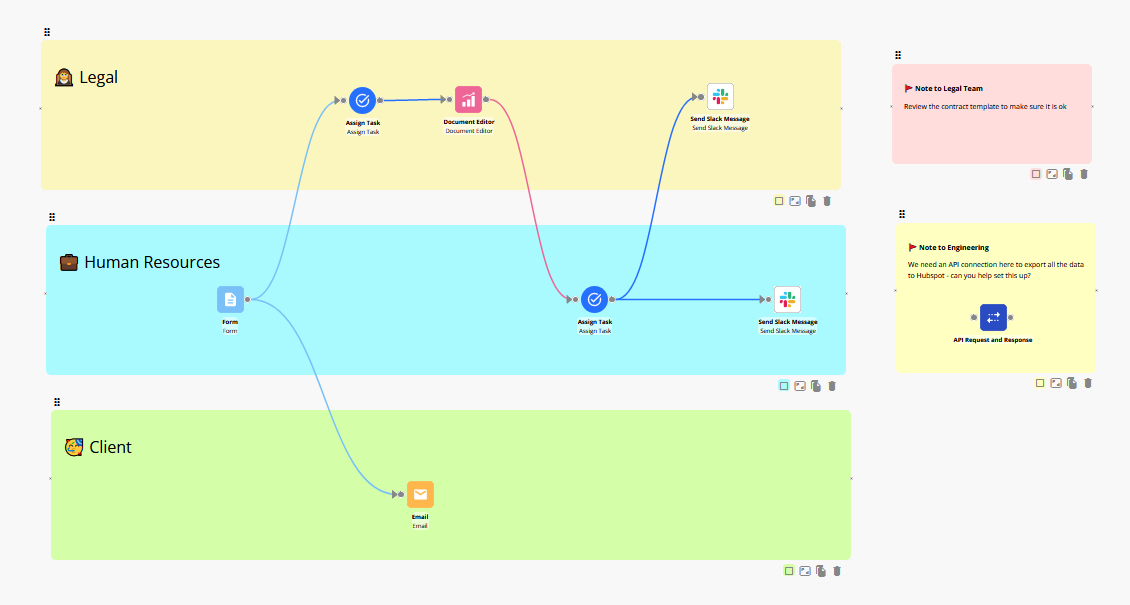 Legal
Assign Task
Assign Task
Document Editor
Document Editor
Send Slack Message
Send Slack Message
Human Resources
Form
Form
Assign Task
Assign Task
Send Slack Message
Send Slack Message
Client
Email
Email
Note to Legal Team
Review the contract template to make sure it is ok
Note to Engineering
We need an API connection here to export all the data
to Hubspot - can you help set this up?
API Request and Response